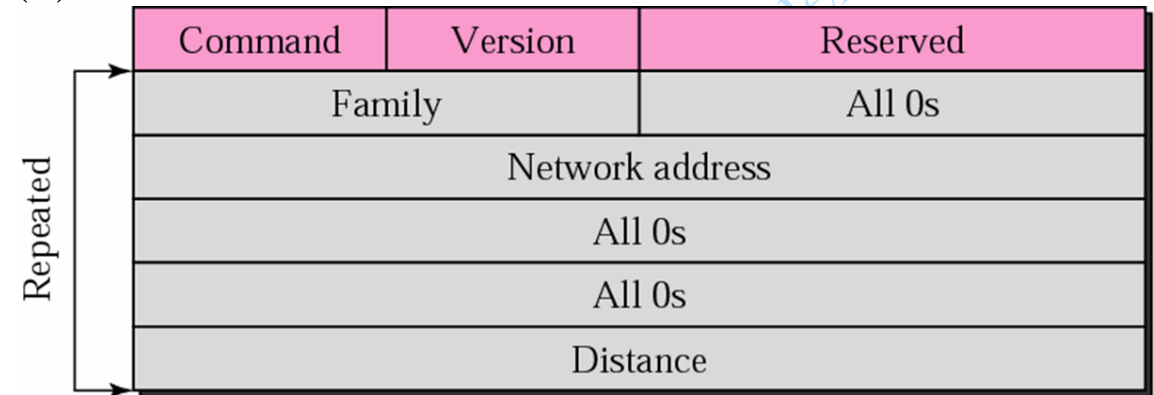 Command Version Reserved
Family All 0s
Network address
All 0s
All 0s
Distance
Repeated